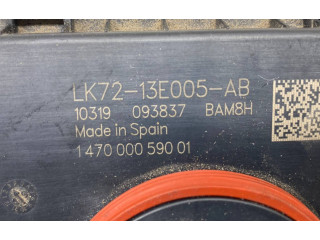 LK72-13E005-AB
10319 093837 BAM8H
Made in Spain
1 470 000 590 01